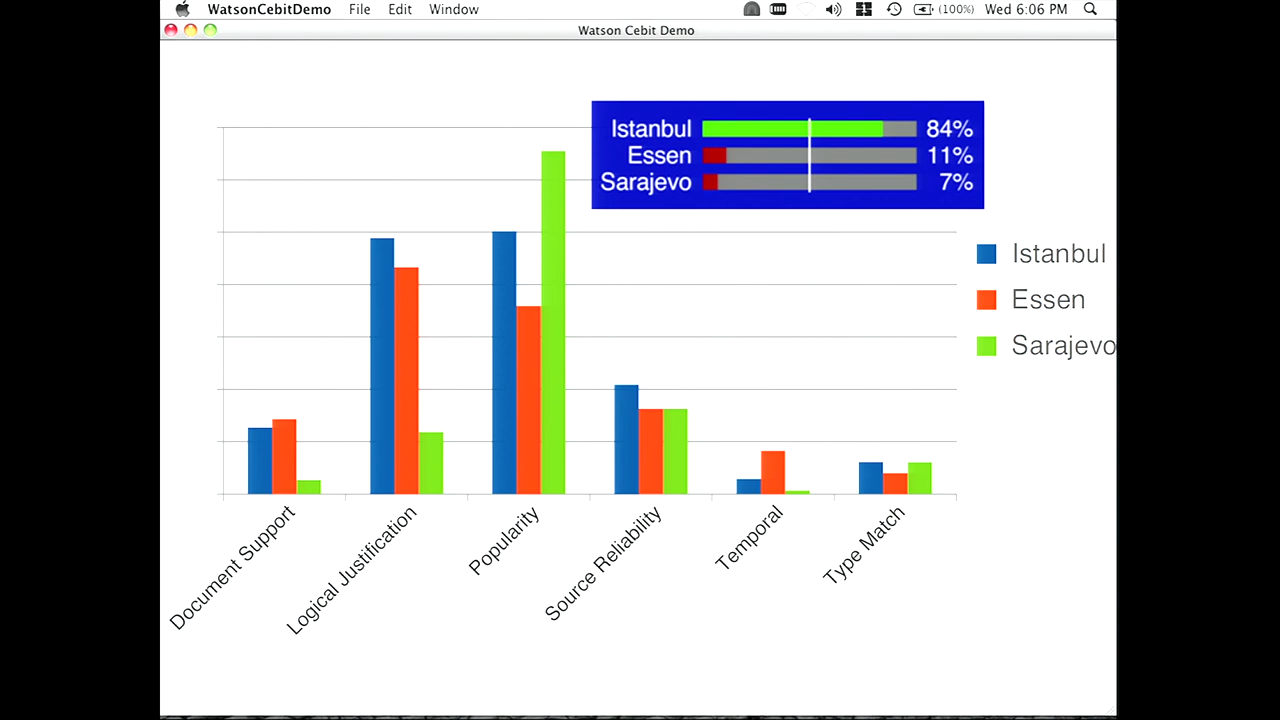 WatsonCebitDemo File Edit Window (100%) Wed 6:06 PM
Watson Cebit Demo
Istanbul 84%
Essen 11%
Sarajevo 7%
Istanbul
Essen
Sarajevo
Document Support
Logical Justification
Popularity
Source Reliability
Temporal
Type Match